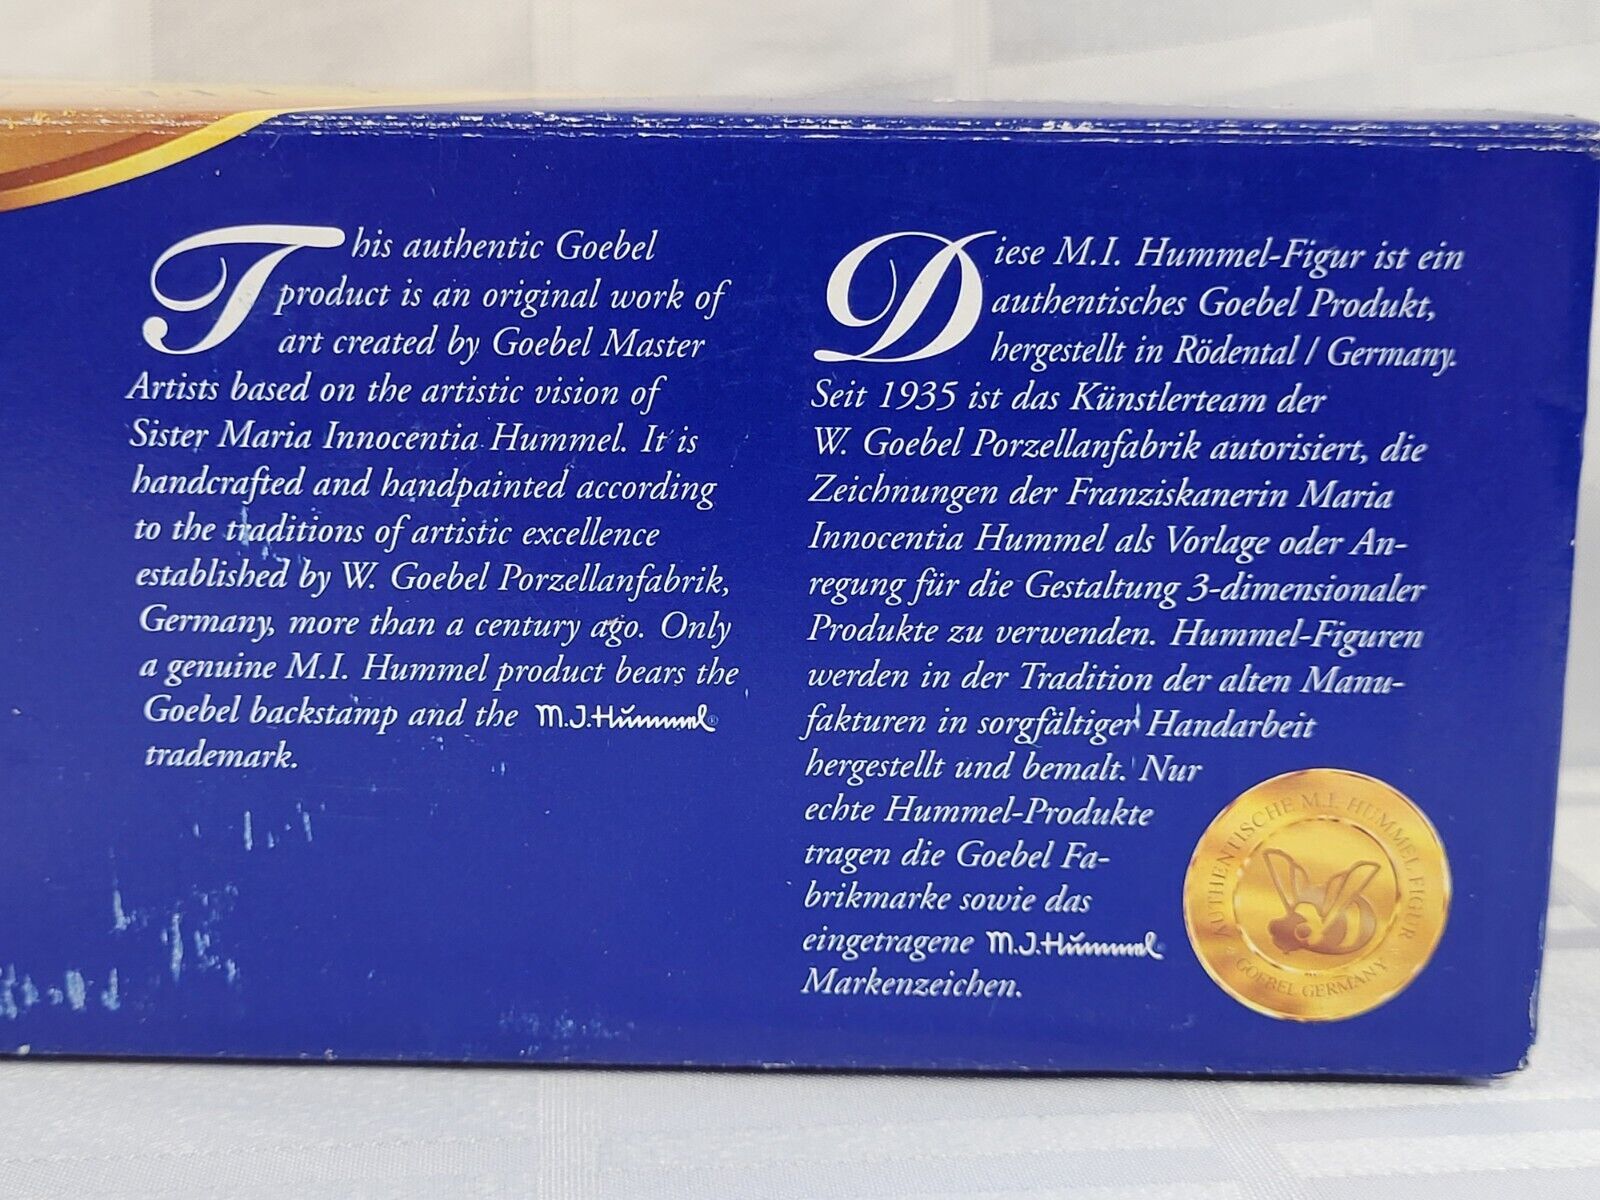 This authentic Goebel
product is an original work of
art created by Goebel Master
Artists based on the artistic vision of
Sister Maria Innocentia Hummel. It is
handcrafted and handpainted according
to the traditions of artistic excellence
established by W. Goebel Porzellanfabrik,
Germany, more than a century ago. Only
a genuine M.I. Hummel product bears the
Goebel backstamp and the M.J.Hummel®
trademark.
Diese M.I. Hummel-Figur ist ein
authentisches Goebel Produkt,
hergestellt in Rödental / Germany.
Seit 1935 ist das Künstlerteam der
W. Goebel Porzellanfabrik autorisiert, die
Zeichnungen der Franziskanerin Maria
Innocentia Hummel als Vorlage oder An-
regung für die Gestaltung 3-dimensionaler
Produkte zu verwenden. Hummel-Figuren
werden in der Tradition der alten Manu-
fakturen in sorgfältiger Handarbeit
hergestellt und bemalt. Nur
echte Hummel-Produkte
tragen die Goebel Fa-
brikmarke sowie das
eingetragene M.J.Hummel®
Markenzeichen.
AUTHENTISCHE M.I. HUMMEL FIGUR
GOEBEL GERMANY